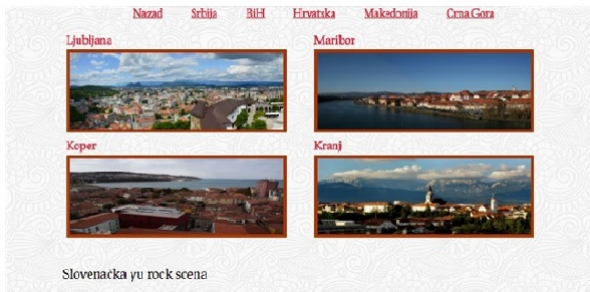 Nazad Srbija BiH Hrvatska Makedonija Crna Gora
Ljubljana Maribor
Koper Kranj
Slovenačka yu rock scena